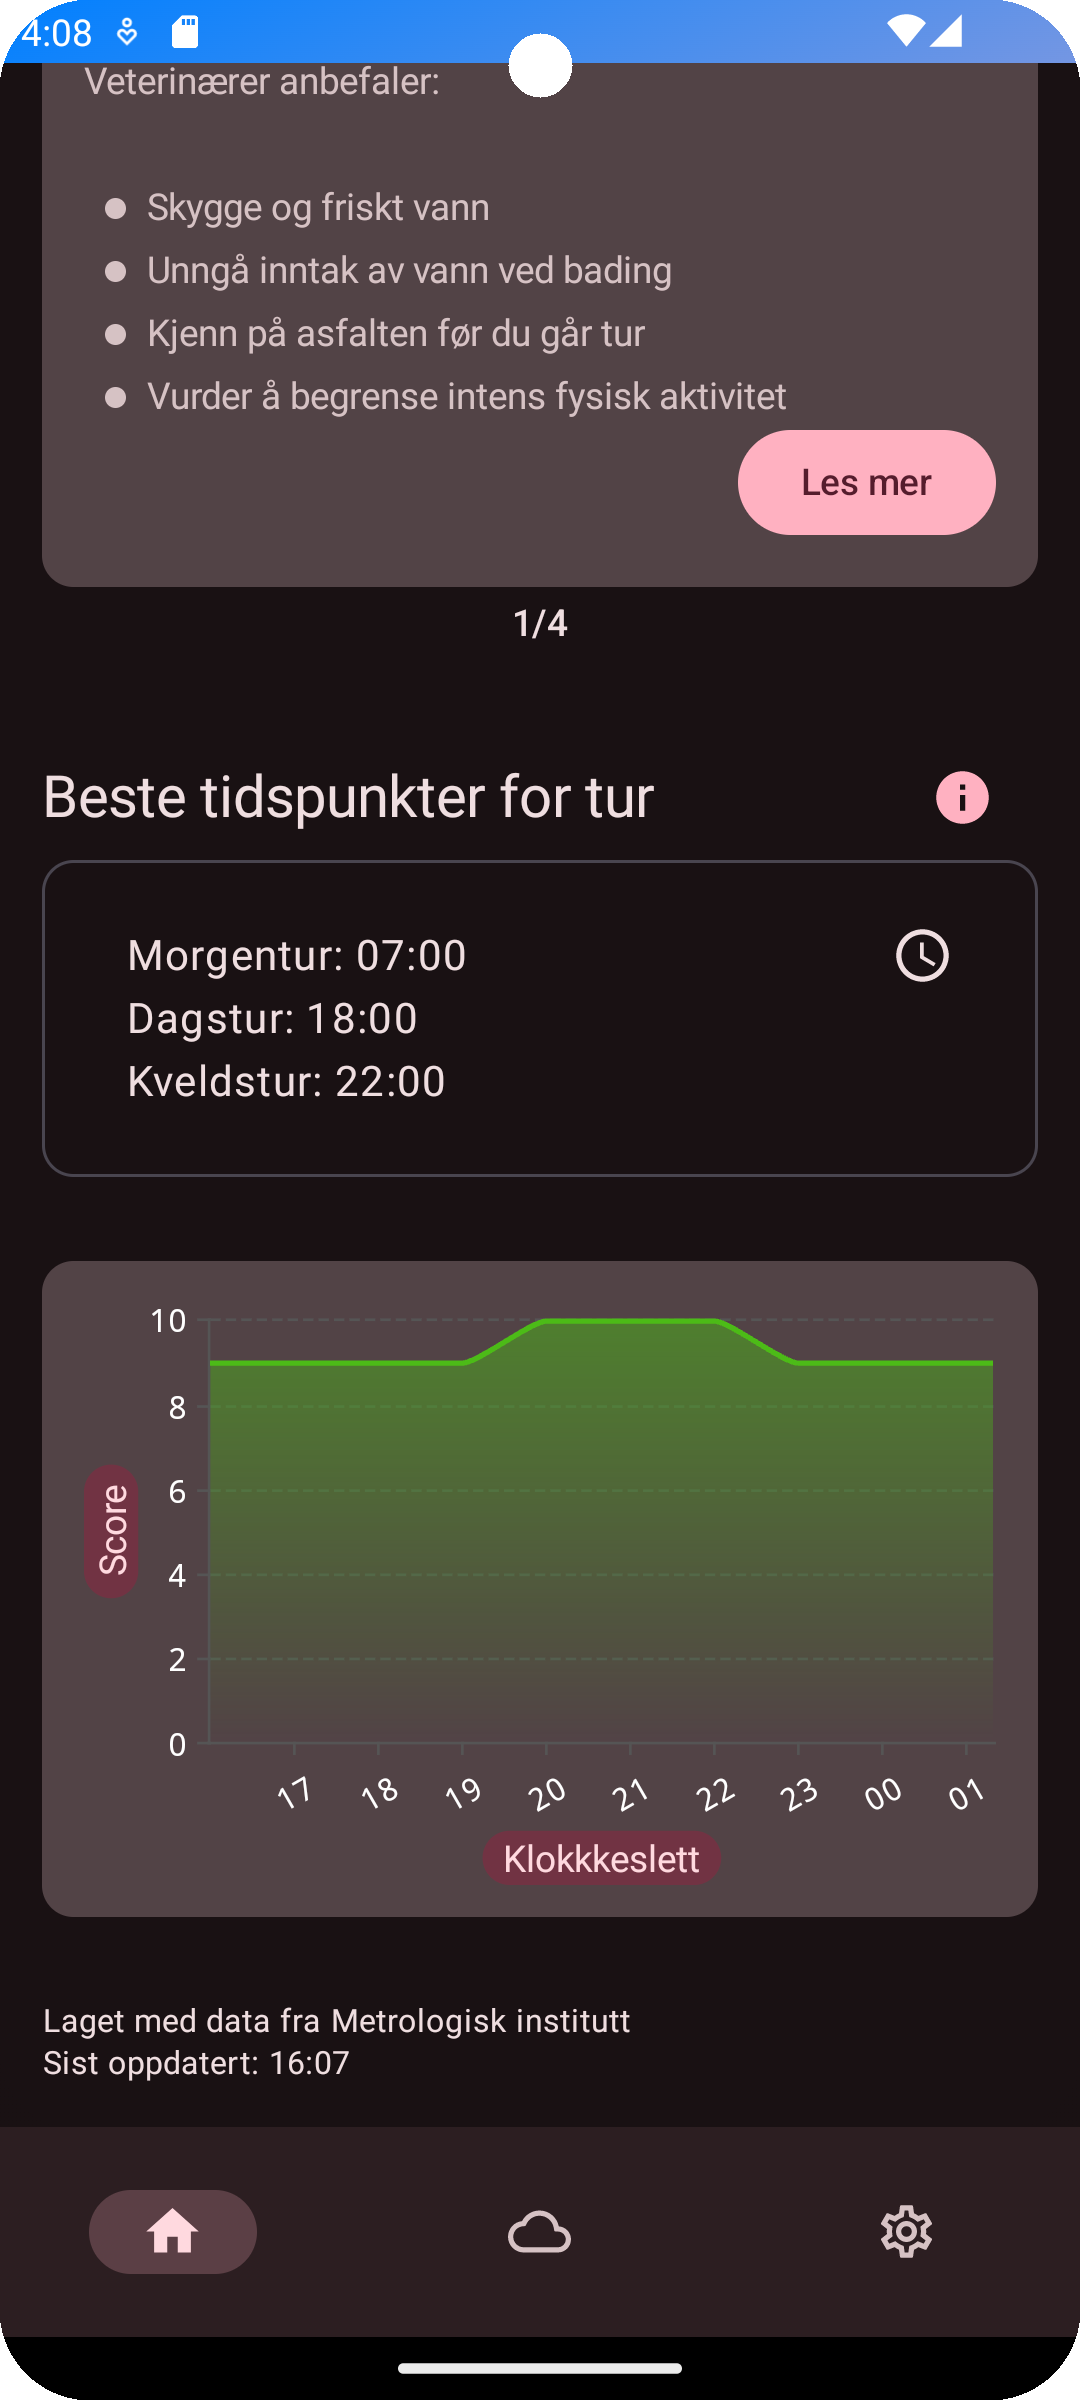 4:08
Veterinærer anbefaler:
Skygge og friskt vann
Unngå inntak av vann ved bading
Kjenn på asfalten før du går tur
Vurder å begrense intens fysisk aktivitet
Les mer
1/4
Beste tidspunkter for tur
Morgentur: 07:00
Dagstur: 18:00
Kveldstur: 22:00
10
8
6
4
2
0
Score
17 18 19 20 21 22 23 00 01
Klokkkeslett
Laget med data fra Metrologisk institutt
Sist oppdatert: 16:07